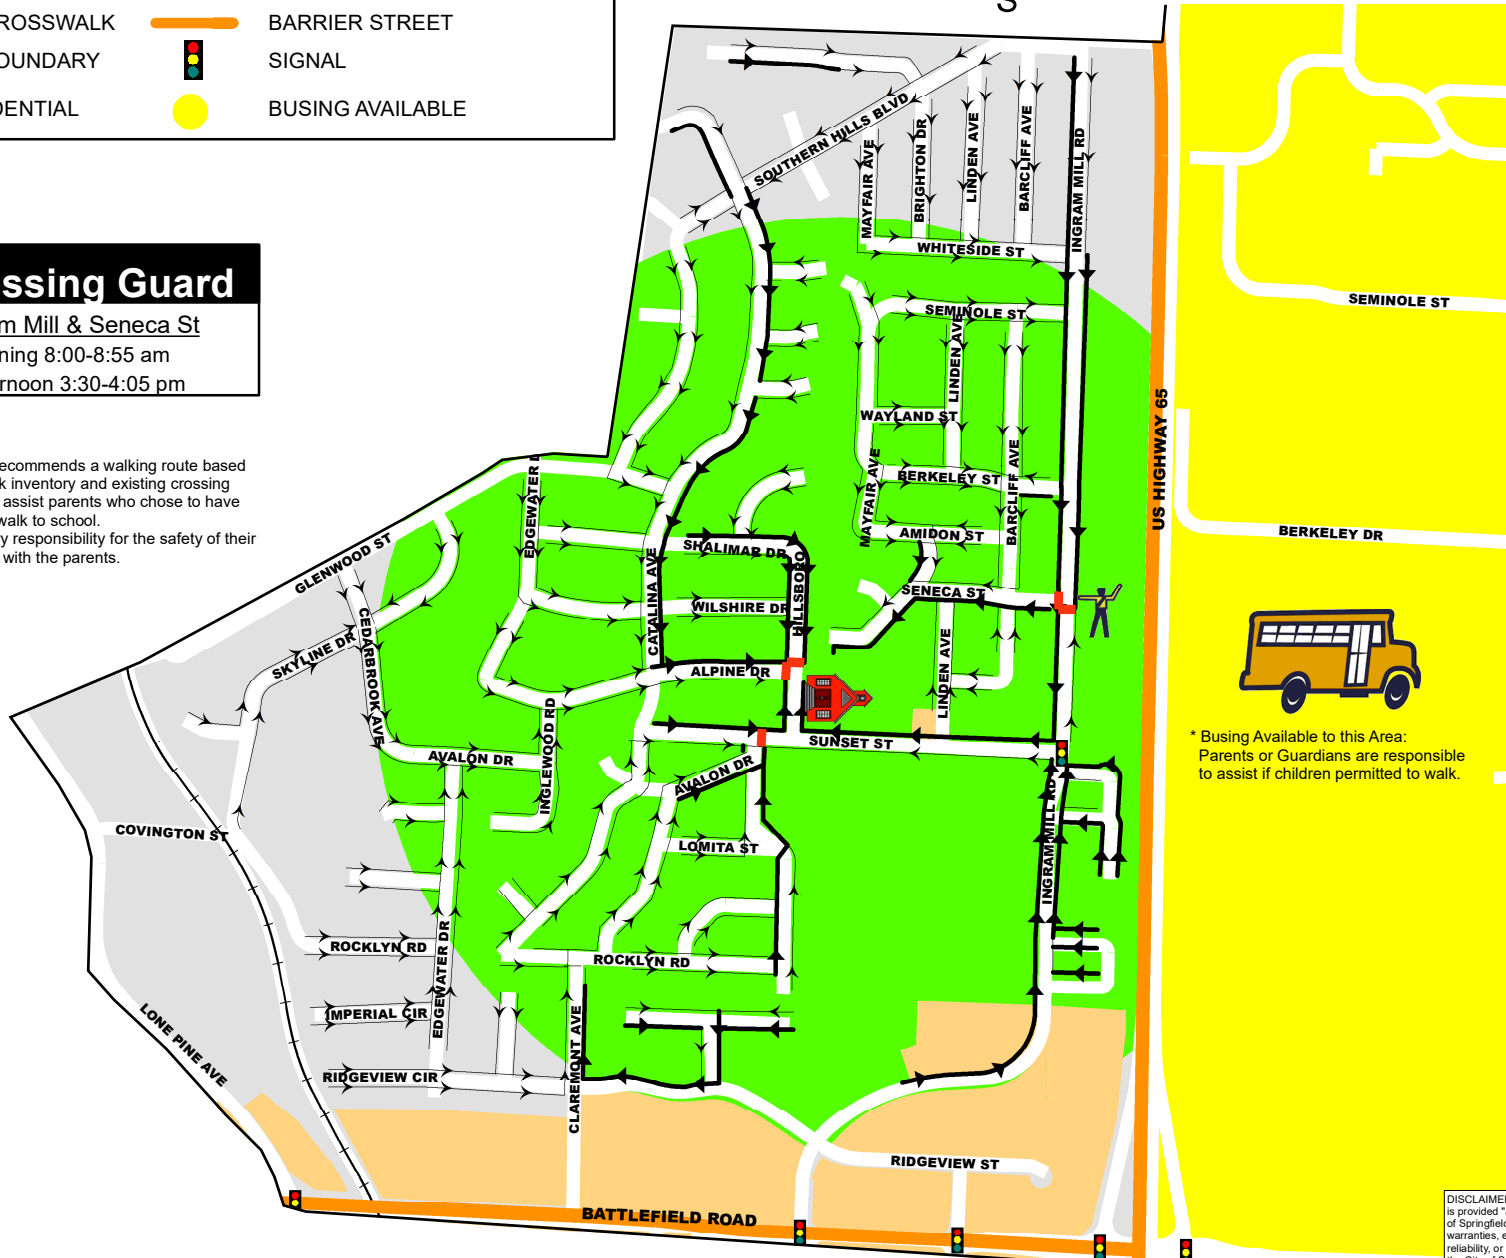 S
ROSSWALK
BARRIER STREET
OUNDARY
SIGNAL
DENTIAL
BUSING AVAILABLE
ssing Guard
m Mill & Seneca St
ning 8:00-8:55 am
rnoon 3:30-4:05 pm
ecommends a walking route based
k inventory and existing crossing
assist parents who chose to have
walk to school.
y responsibility for the safety of their
with the parents.
SOUTHERN HILLS BLVD
MAYFAIR AVE
BRIGHTON DR
LINDEN AVE
BARCLIFF AVE
INGRAM MILL RD
WHITESIDE ST
SEMINOLE ST
SEMINOLE ST
LINDEN AVE
WAYLAND ST
US HIGHWAY 65
BERKELEY ST
MAYFAIR AVE
BARCLIFF AVE
AMIDON ST
BERKELEY DR
EDGEWATER D
GLENWOOD ST
SHALIMAR DR
HILLSBORO
CATALINA AVE
WILSHIRE DR
SENECA ST
CEDARBROOK AVE
SKYLINE DR
ALPINE DR
LINDEN AVE
INGLEWOOD RD
SUNSET ST
AVALON DR
AVALON DR
* Busing Available to this Area:
Parents or Guardians are responsible
to assist if children permitted to walk.
COVINGTON ST
LOMITA ST
INGRAM MILL RD
ROCKLYN RD
ROCKLYN RD
EDGEWATER DR
IMPERIAL CIR
LONE PINE AVE
CLAREMONT AVE
RIDGEVIEW CIR
RIDGEVIEW ST
BATTLEFIELD ROAD
DISCLAIME
is provided "
of Springfiel
warranties, e
reliability, or